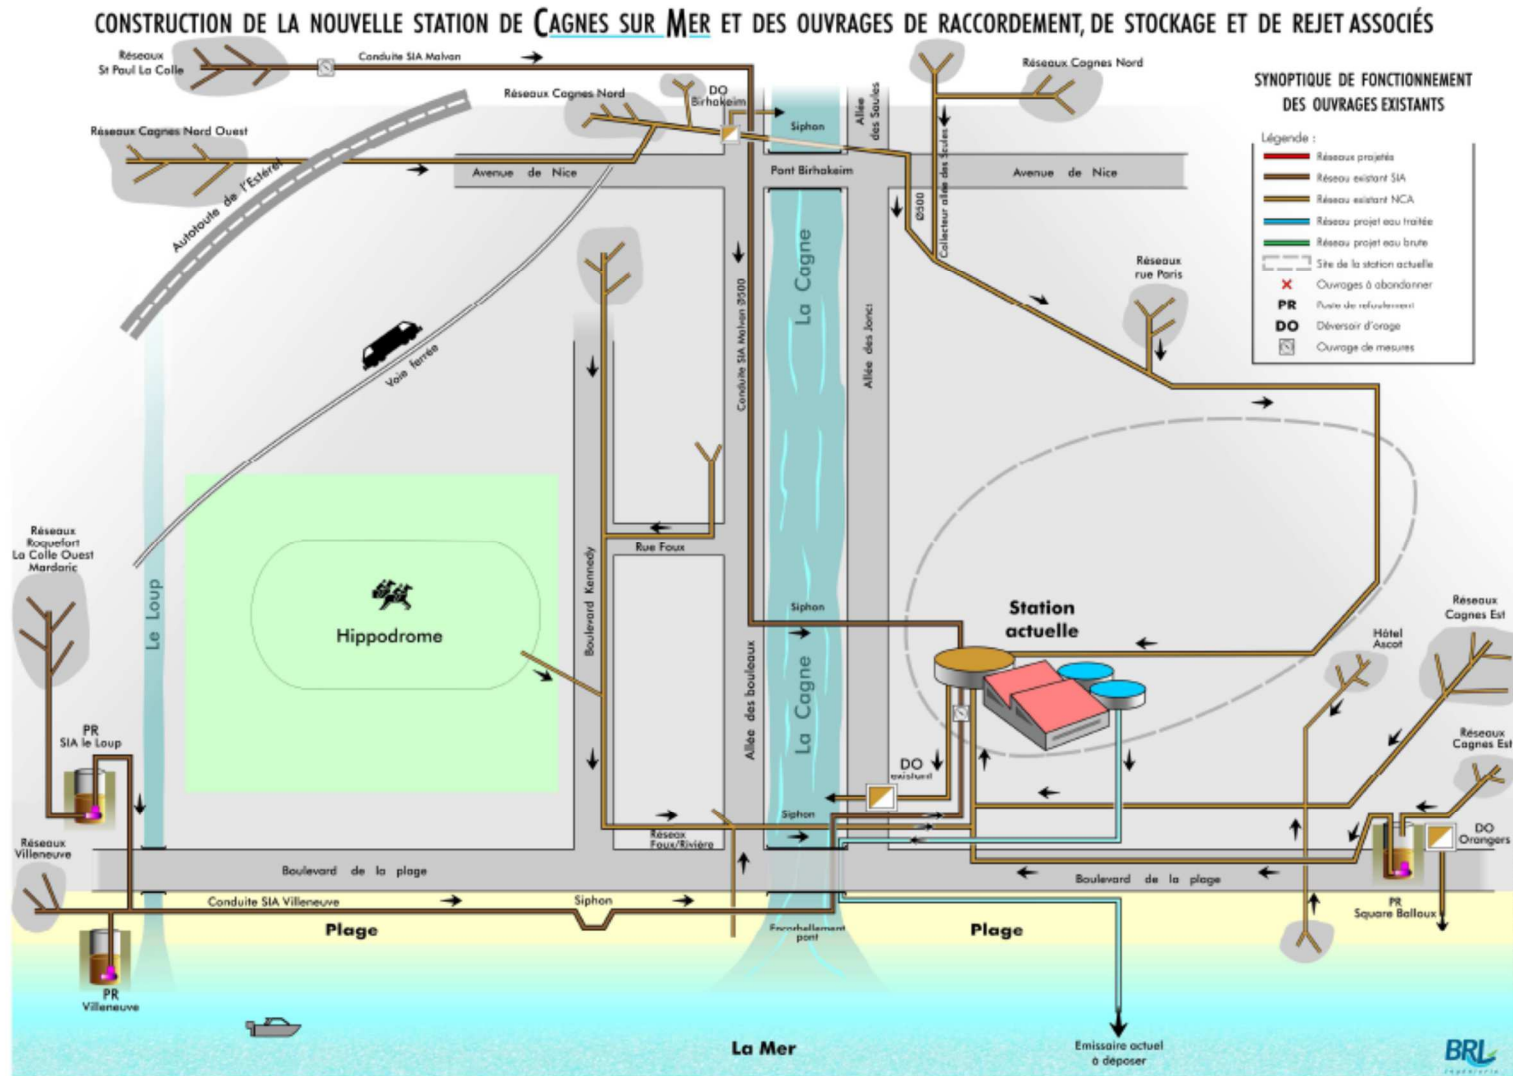 CONSTRUCTION DE LA NOUVELLE STATION DE CAGNES SUR MER ET DES OUVRAGES DE RACCORDEMENT, DE STOCKAGE ET DE REJET ASSOCIÉS
SYNOPTIQUE DE FONCTIONNEMENT
DES OUVRAGES EXISTANTS
Légende :
Réseaux projetés
Réseau existant SIA
Réseau existant NCA
Réseau projet eau traitée
Réseau projet eau brute
Site de la station actuelle
Ouvrages à abandonner
PR Poste de refoulement
DO Déversoir d'orage
Ouvrage de mesures
Réseaux
St Paul La Colle
Conduite SIA Malvan
Réseaux Cagnes Nord
DO
Birhakeim
Siphon
Allée
des Saules
Réseaux Cagnes Nord
Réseaux Cagnes Nord Ouest
Autoroute de l'Estérel
Avenue de Nice
Pont Birhakeim
Avenue de Nice
Ø500
Collecteur allée des Saules
Réseaux
rue Paris
La Cagne
Conduite SIA Malvan Ø500
Allée des Joncs
Voie ferrée
Réseaux
Roquefort
La Colle Ouest
Mardaric
Le Loup
Hippodrome
Boulevard Kennedy
Rue Foux
Siphon
Station
actuelle
Réseaux
Cagnes Est
Hôtel
Ascot
Allée des bouleaux
La Cagne
PR
SIA le Loup
DO
existant
Réseaux
Cagnes Est
Siphon
Réseaux
Villeneuve
Réseax
Foux/Rivière
DO
Orangers
Boulevard de la plage
Boulevard de la plage
Conduite SIA Villeneuve
Siphon
PR
Square Balloux
Plage
Encorbellement
pont
Plage
PR
Villeneuve
La Mer
Emissaire actuel
à déposer
BRL
Ingénierie